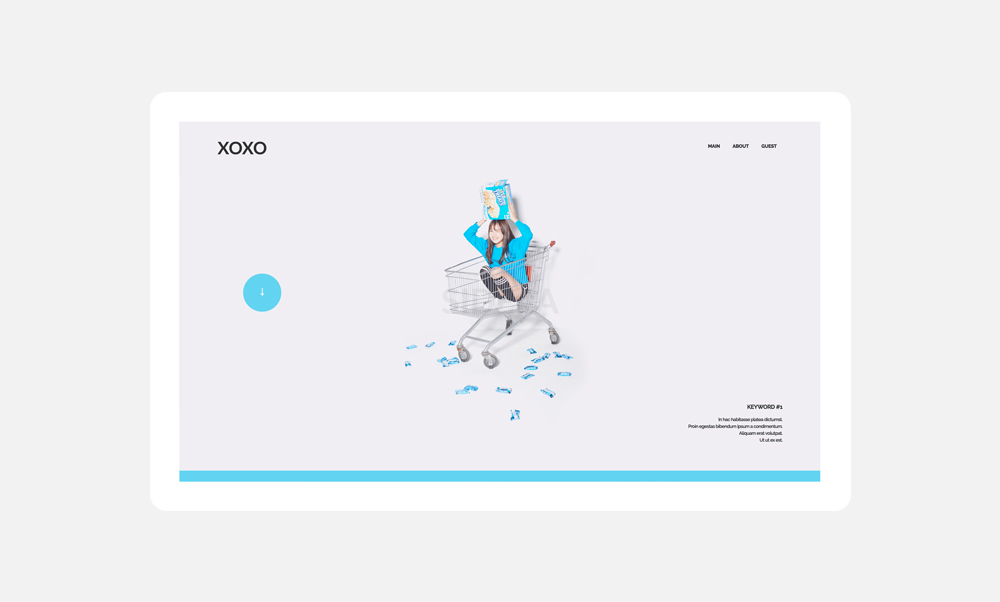 XOXO
MAIN ABOUT GUEST
KEYWORD #1
In hac habitasse platea dictumst.
Proin egestas bibendum ipsum a condimentum.
Aliquam erat volutpat.
Ut ut ex est.